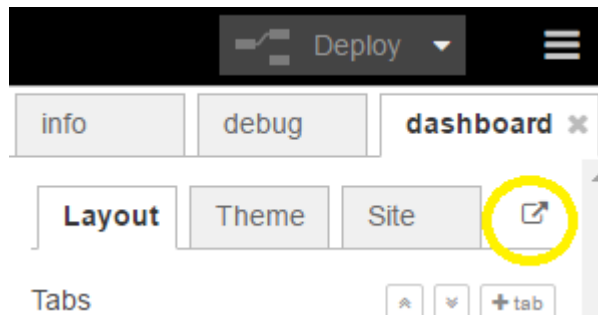 Deploy
info debug dashboard
Layout Theme Site
Tabs +tab